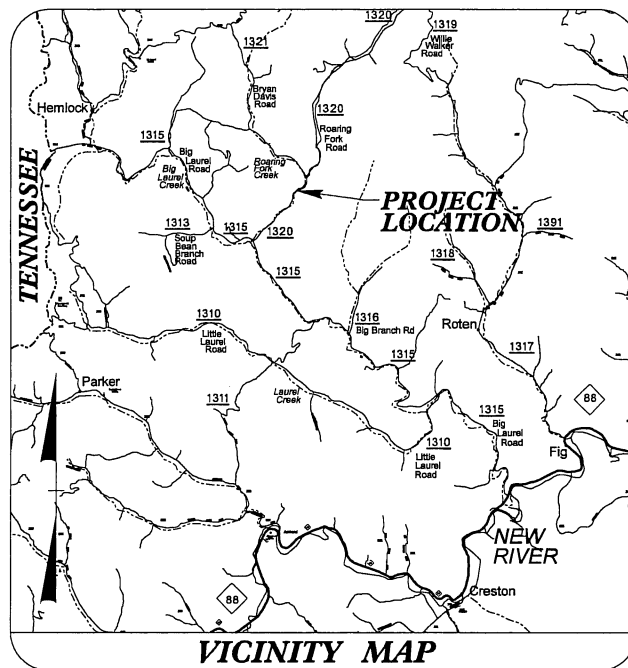 1320
1319
Willie
Walker
Road
1321
Bryan
Davis
Road
Hemlock
1320
Roaring
Fork
Road
1315
Big
Laurel
Road
Big
Laurel
Creek
Roaring
Fork
Creek
TENNESSEE
PROJECT
LOCATION
1313
Soup
Bean
Branch
Road
1315
1320
1391
1318
1315
1310
Little
Laurel
Road
1316
Big Branch Rd
Roten
1315
1317
Parker
1311
Laurel
Creek
88
1315
Big
Laurel
Road
1310
Little
Laurel
Road
Fig
NEW
RIVER
88
Creston
VICINITY MAP